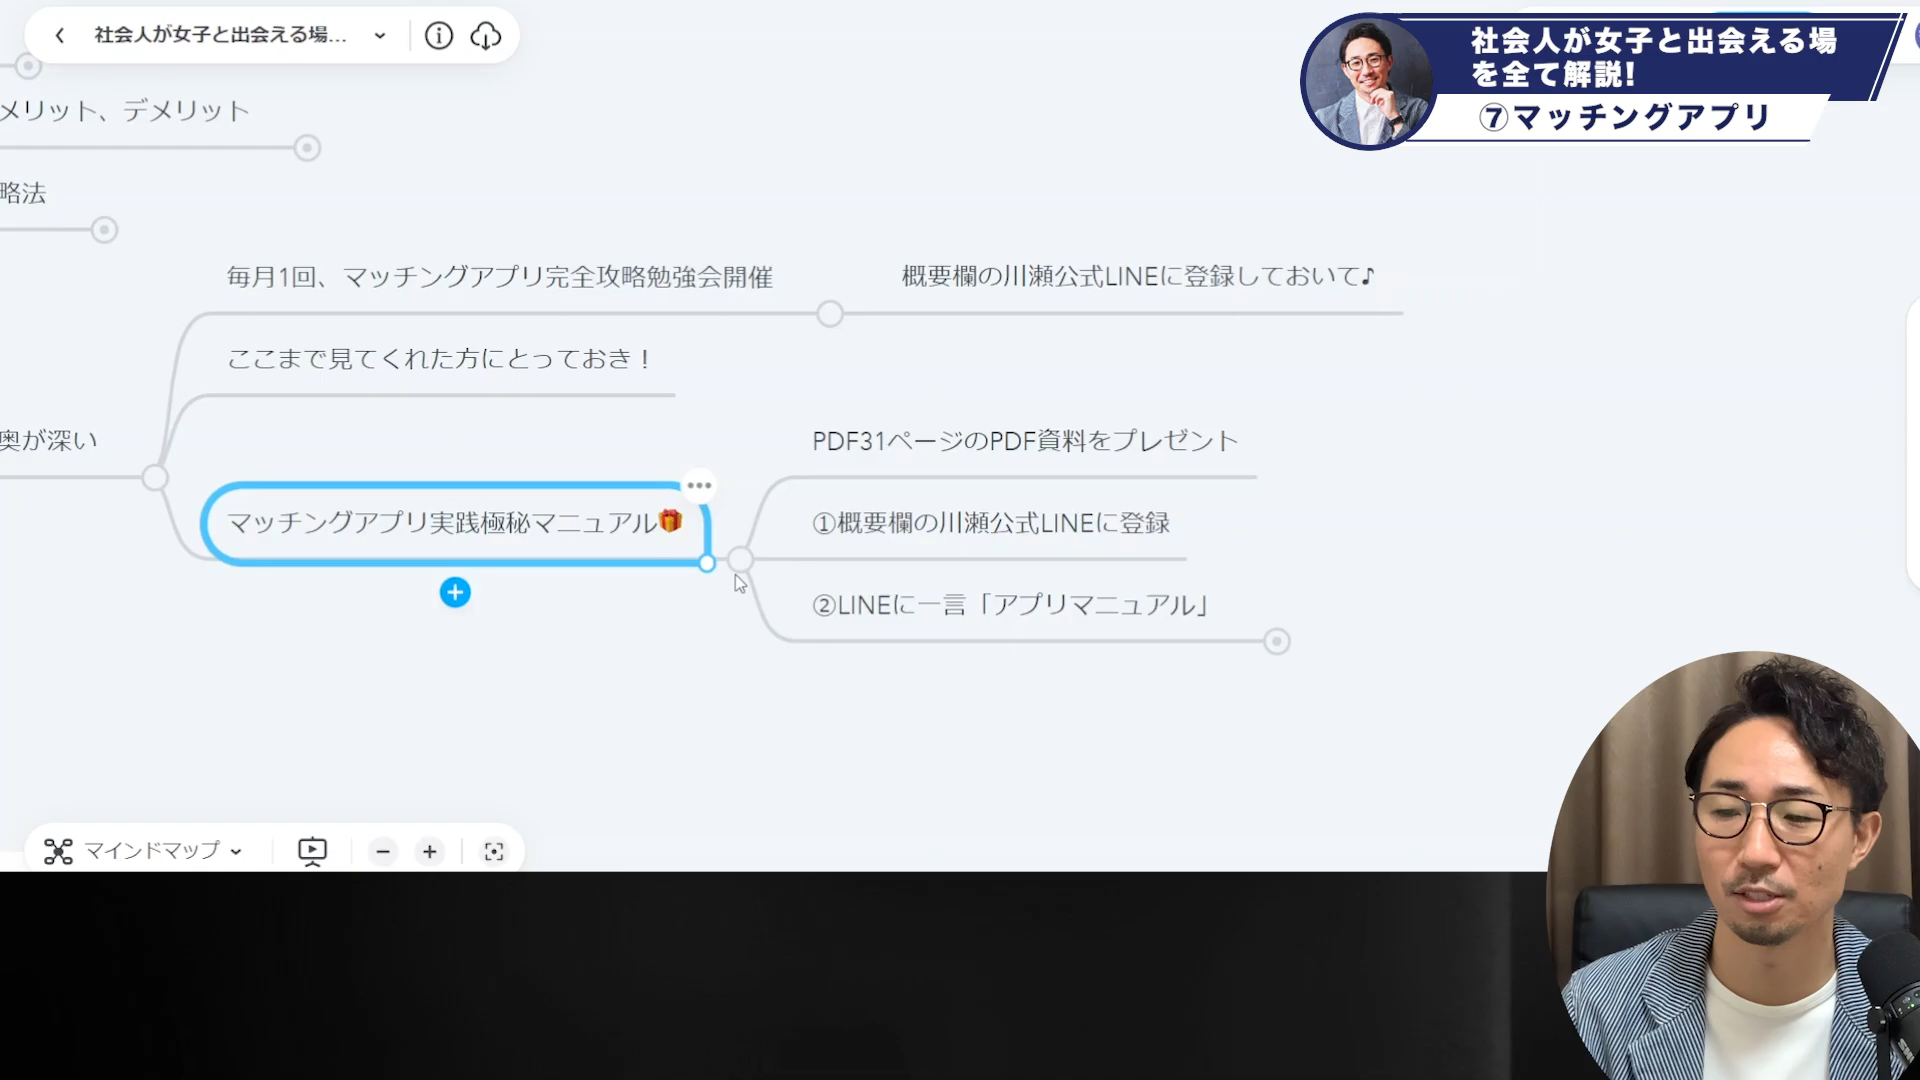 社会人が女子と出会える場...
社会人が女子と出会える場
を全て解説!
⑦マッチングアプリ
メリット、デメリット
略法
毎月1回、マッチングアプリ完全攻略勉強会開催
概要欄の川瀬公式LINEに登録しておいて♪
ここまで見てくれた方にとっておき！
奥が深い
PDF31ページのPDF資料をプレゼント
マッチングアプリ実践極秘マニュアル🎁
①概要欄の川瀬公式LINEに登録
②LINEに一言「アプリマニュアル」
マインドマップ